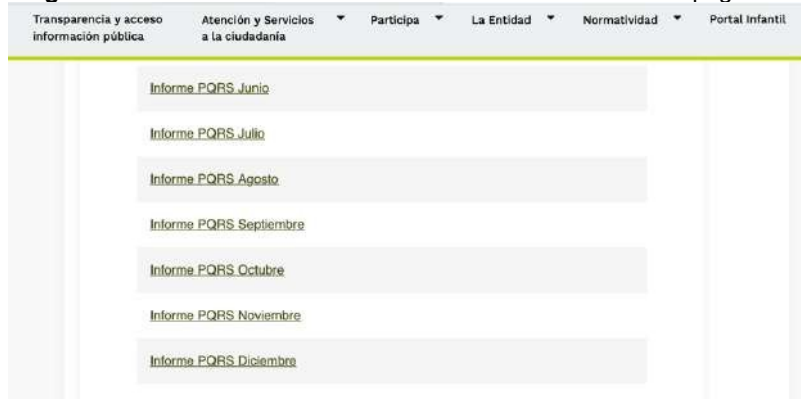 Transparencia y acceso
información pública
Atención y Servicios
a la ciudadanía
Participa
La Entidad
Normatividad
Portal Infantil
Informe PQRS Junio
Informe PQRS Julio
Informe PQRS Agosto
Informe PQRS Septiembre
Informe PQRS Octubre
Informe PQRS Noviembre
Informe PQRS Diciembre